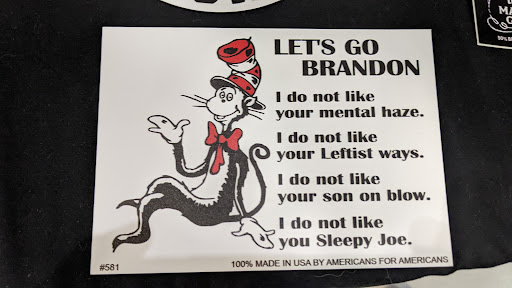 LET'S GO
BRANDON
I do not like
your mental haze.
I do not like
your Leftist ways.
I do not like
your son on blow.
I do not like
you Sleepy Joe.
#581
100% MADE IN USA BY AMERICANS FOR AMERICANS